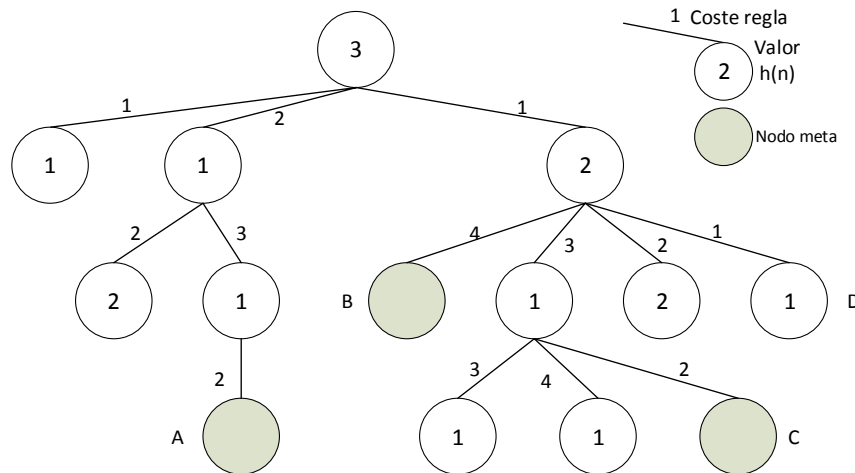 1 Coste regla
3
Valor
2 h(n)
1 2 1
Nodo meta
1 1 2
2 3 4 3 2 1
2 1 B 1 2 1 D
2 3 4 2
A 1 1 C